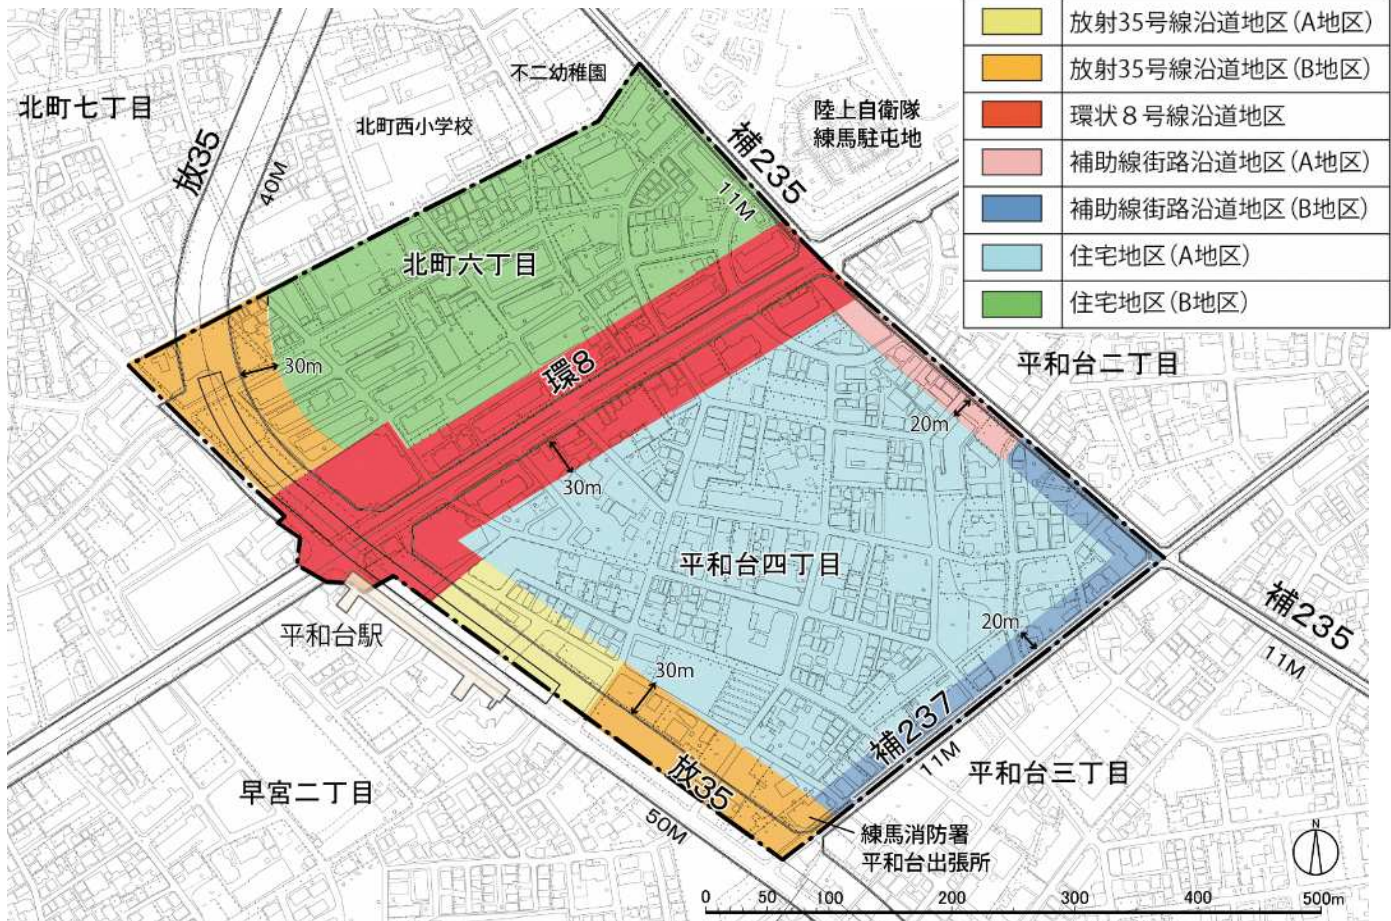 放射35号線沿道地区(A地区)
放射35号線沿道地区(B地区)
環状8号線沿道地区
補助線街路沿道地区(A地区)
補助線街路沿道地区(B地区)
住宅地区(A地区)
住宅地区(B地区)
不二幼稚園
北町七丁目
北町西小学校
陸上自衛隊
練馬駐屯地
放35
40M
補235
11M
北町六丁目
30m
環8
平和台二丁目
20m
30m
平和台四丁目
補235
11M
平和台駅
20m
30m
補237
11M
平和台三丁目
早宮二丁目
放35
50M
練馬消防署
平和台出張所
N
0 50 100 200 300 400 500m